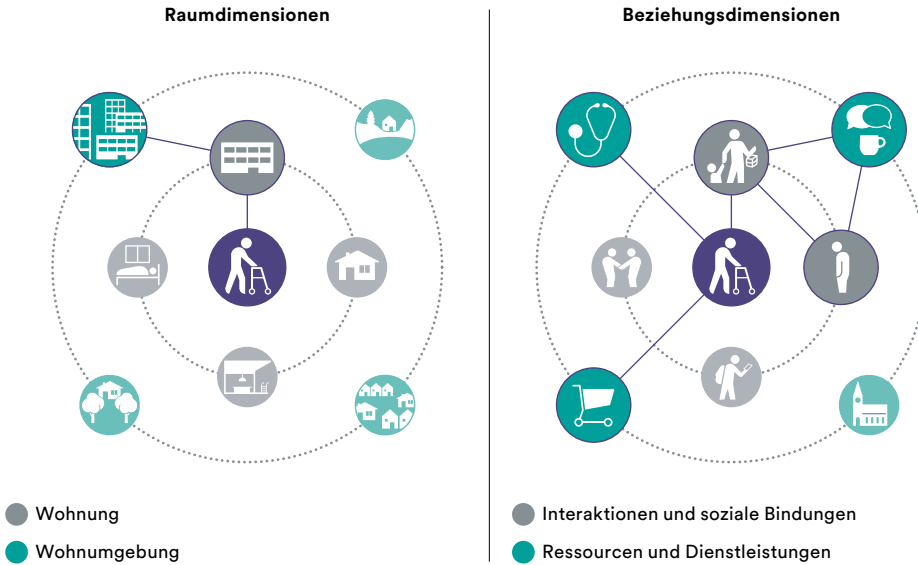 Raumdimensionen
Wohnung
Wohnumgebung
Beziehungsdimensionen
Interaktionen und soziale Bindungen
Ressourcen und Dienstleistungen